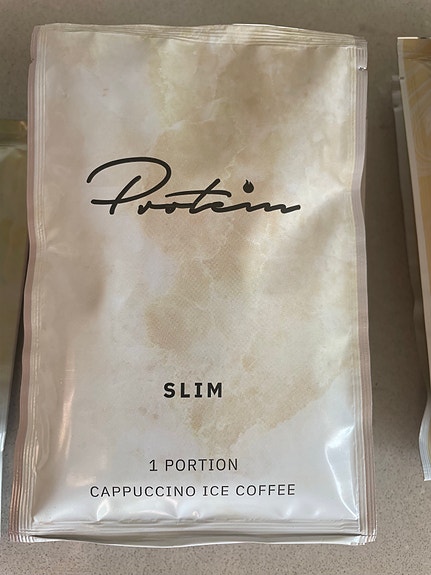 Protein
SLIM
1 PORTION
CAPPUCCINO ICE COFFEE